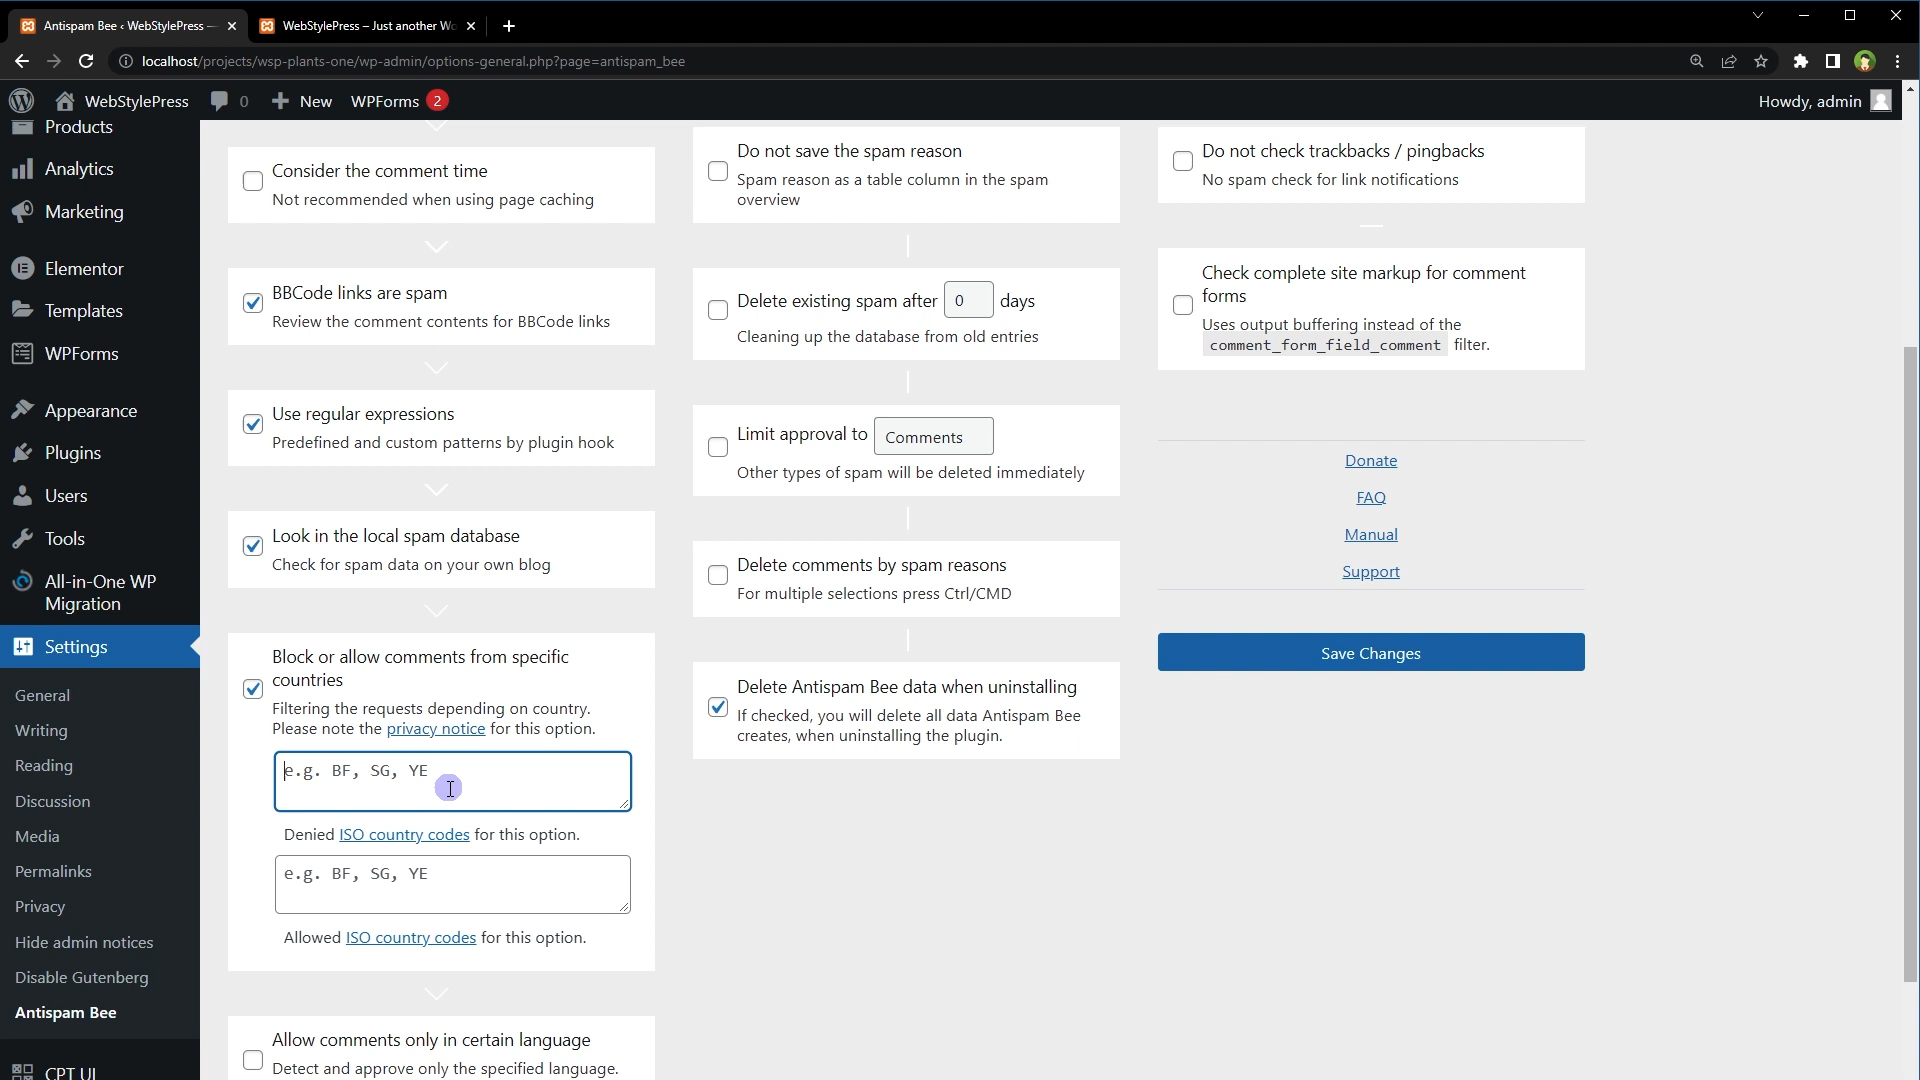 Antispam Bee ‹ WebStylePress —
WebStylePress – Just another Wo
localhost/projects/wsp-plants-one/wp-admin/options-general.php?page=antispam_bee
WebStylePress
0
New
WPForms 2
Howdy, admin
Products
Analytics
Marketing
Elementor
Templates
WPForms
Appearance
Plugins
Users
Tools
All-in-One WP
Migration
Settings
General
Writing
Reading
Discussion
Media
Permalinks
Privacy
Hide admin notices
Disable Gutenberg
Antispam Bee
CPT UI
Consider the comment time
Not recommended when using page caching
BBCode links are spam
Review the comment contents for BBCode links
Use regular expressions
Predefined and custom patterns by plugin hook
Look in the local spam database
Check for spam data on your own blog
Block or allow comments from specific
countries
Filtering the requests depending on country.
Please note the privacy notice for this option.
e.g. BF, SG, YE
Denied ISO country codes for this option.
e.g. BF, SG, YE
Allowed ISO country codes for this option.
Allow comments only in certain language
Detect and approve only the specified language.
Do not save the spam reason
Spam reason as a table column in the spam
overview
Delete existing spam after 0 days
Cleaning up the database from old entries
Limit approval to Comments
Other types of spam will be deleted immediately
Delete comments by spam reasons
For multiple selections press Ctrl/CMD
Delete Antispam Bee data when uninstalling
If checked, you will delete all data Antispam Bee
creates, when uninstalling the plugin.
Do not check trackbacks / pingbacks
No spam check for link notifications
Check complete site markup for comment
forms
Uses output buffering instead of the
comment_form_field_comment filter.
Donate
FAQ
Manual
Support
Save Changes